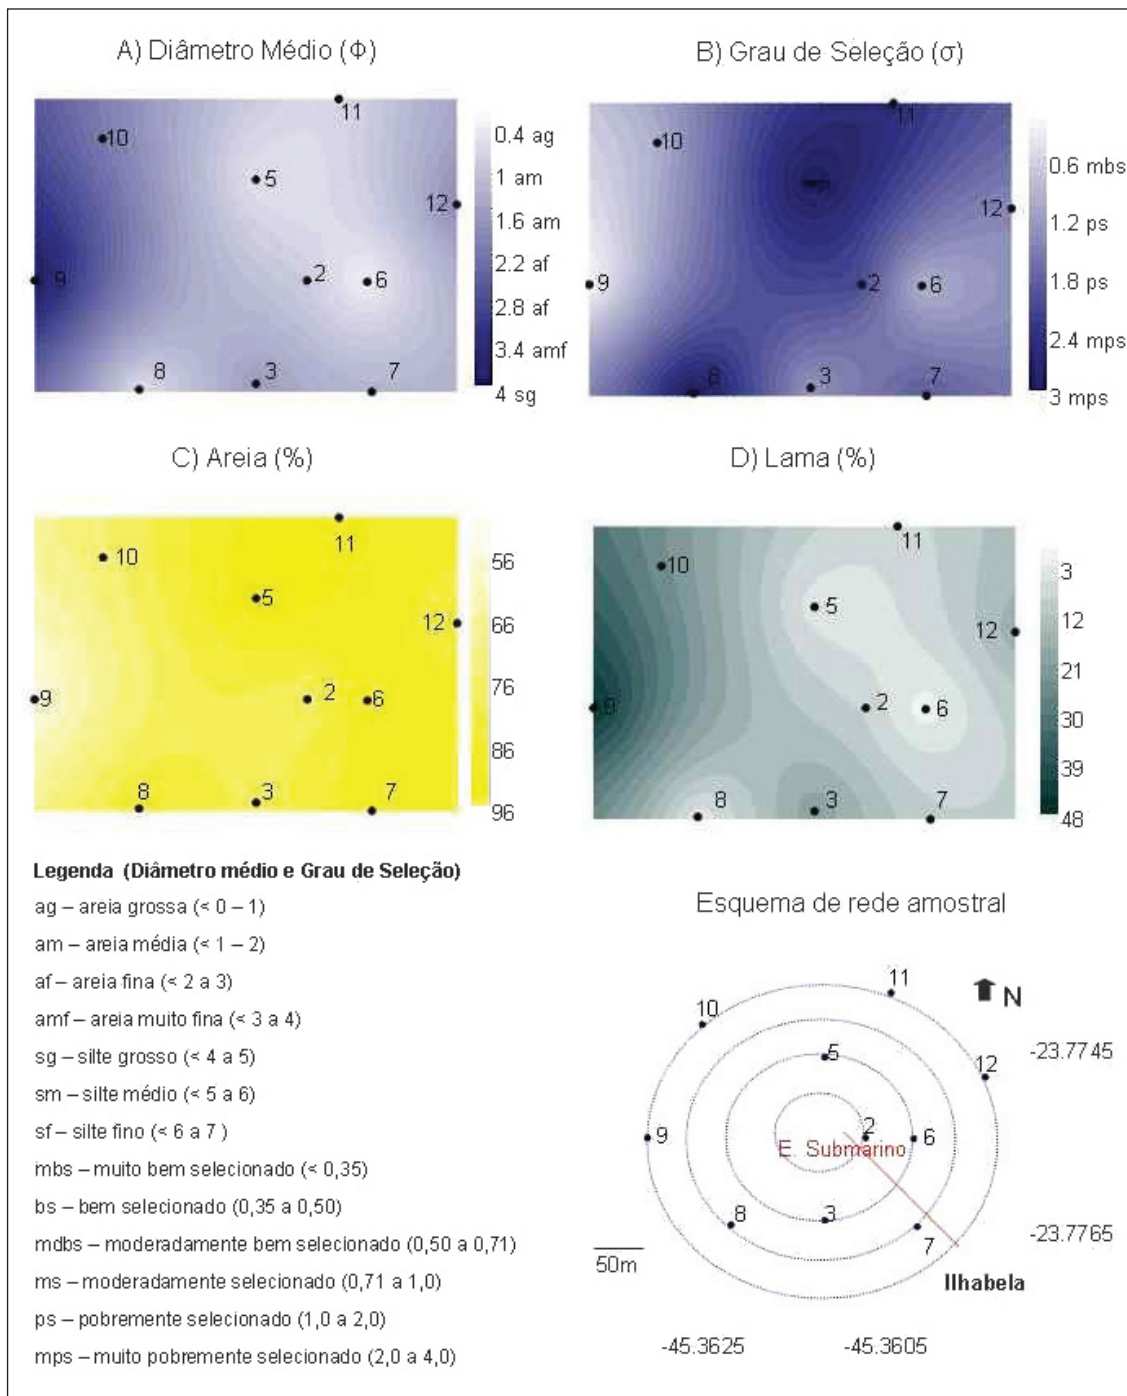 A) Diâmetro Médio (Φ)
11
10
5
12
9
2
6
8
3
7
0.4 ag
1 am
1.6 am
2.2 af
2.8 af
3.4 amf
4 sg
B) Grau de Seleção (σ)
11
10
12
9
2
6
8
3
7
0.6 mbs
1.2 ps
1.8 ps
2.4 mps
3 mps
C) Areia (%)
11
10
5
12
9
2
6
8
3
7
56
66
76
86
96
D) Lama (%)
11
10
5
12
9
2
6
8
3
7
3
12
21
30
39
48
Legenda (Diâmetro médio e Grau de Seleção)
ag – areia grossa (< 0 – 1)
am – areia média (< 1 – 2)
af – areia fina (< 2 a 3)
amf – areia muito fina (< 3 a 4)
sg – silte grosso (< 4 a 5)
sm – silte médio (< 5 a 6)
sf – silte fino (< 6 a 7 )
mbs – muito bem selecionado (< 0,35)
bs – bem selecionado (0,35 a 0,50)
mdbs – moderadamente bem selecionado (0,50 a 0,71)
ms – moderadamente selecionado (0,71 a 1,0)
ps – pobremente selecionado (1,0 a 2,0)
mps – muito pobremente selecionado (2,0 a 4,0)
Esquema de rede amostral
11
N
10
5
12
-23.7745
9
2
6
E. Submarino
8
3
7
-23.7765
50m
Ilhabela
-45.3625
-45.3605